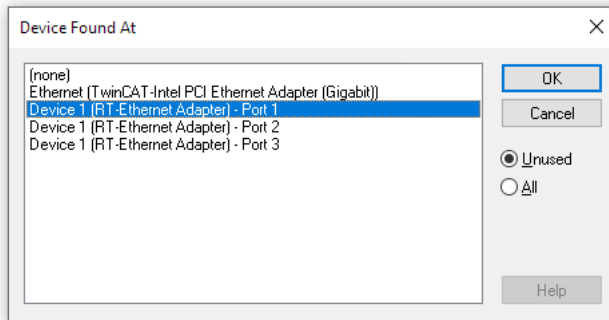 Device Found At
(none)
Ethernet (TwinCAT-Intel PCI Ethernet Adapter (Gigabit))
Device 1 (RT-Ethernet Adapter) - Port 1
Device 1 (RT-Ethernet Adapter) - Port 2
Device 1 (RT-Ethernet Adapter) - Port 3
OK
Cancel
Unused
All
Help